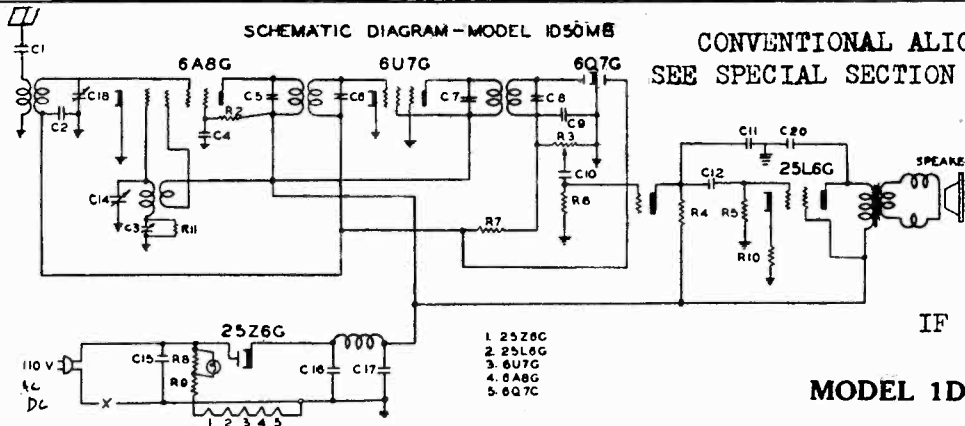 SCHEMATIC DIAGRAM-MODEL 1D50MB
CONVENTIONAL ALIG
SEE SPECIAL SECTION
C1
6A8G
6U7G
6Q7G
C18
C2
R2
C4
C5
C6
C7
C8
C9
R3
C10
C14
C3
R11
R7
R6
C11
C20
25L6G
C12
R4
R5
R10
SPEAKE
IF
25Z6G
110 V
AC
DC
X
C15
R8
R9
C16
C17
1 2 3 4 5
1. 25Z6G
2. 25L6G
3. 6U7G
4. 6A8G
5. 6Q7G
MODEL 1D